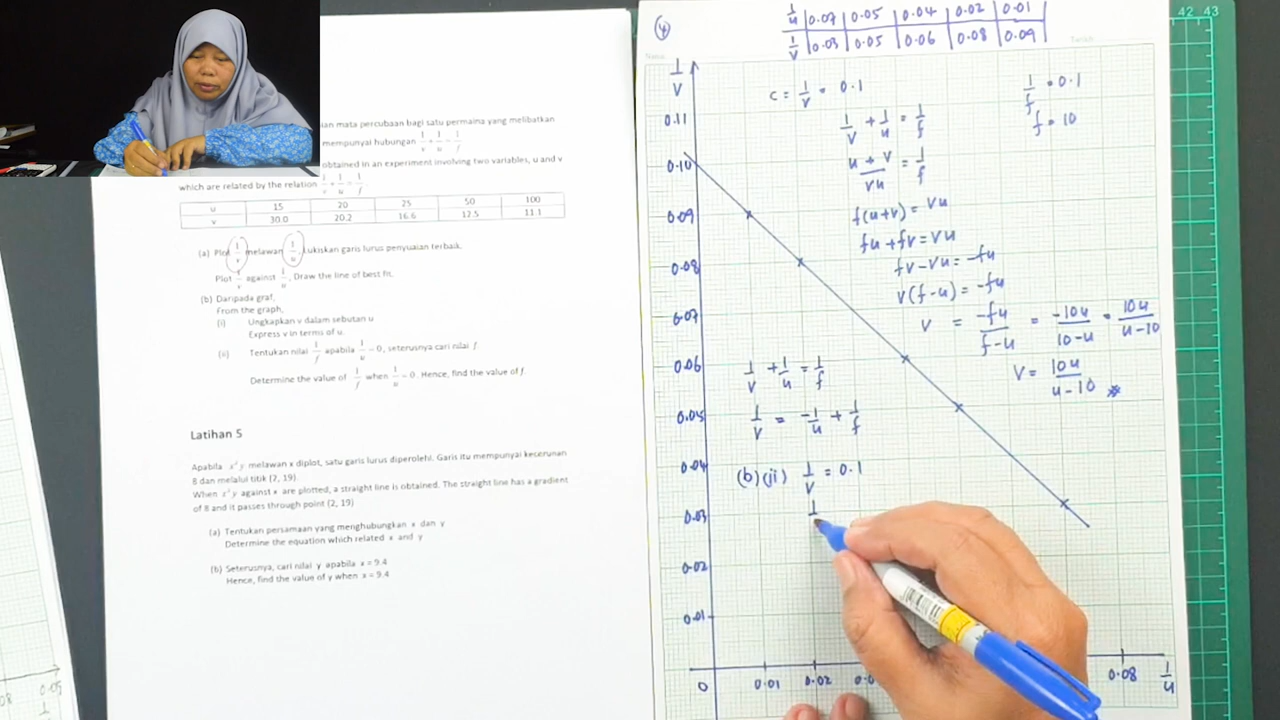 mata percubaan bagi satu
yang melibatkan
mempunyai hubungan 1/v + 1/u = 1/f
obtained in an experiment involving two variables, u and v
which are related by the relation 1/v + 1/u = 1/f
u 15 20 25 50 100
v 30.0 20.2 16.6 12.5 11.1
(a) Plot 1/v melawan 1/u. Lukiskan garis lurus penyuaian terbaik.
Plot 1/v against 1/u. Draw the line of best fit.
(b) Daripada graf,
From the graph,
(i) Ungkapkan v dalam sebutan u
Express v in terms of u.
(ii) Tentukan nilai 1/f apabila 1/u = 0, seterusnya cari nilai f
Determine the value of 1/f when 1/u = 0. Hence, find the value of f
Latihan 5
Apabila x²y melawan x diplot, satu garis lurus diperolehi. Garis itu mempunyai kecerunan
8 dan melalui titik (2, 19)
When x²y against x are plotted, a straight line is obtained. The straight line has a gradient
of 8 and it passes through point (2, 19)
(a) Tentukan persamaan yang menghubungkan x dan y
Determine the equation which related x and y
(b) Seterusnya, cari nilai y apabila x = 9.4
Hence, find the value of y when x = 9.4
0.05
4
1/u 0.07 0.05 0.04 0.02 0.01
1/v 0.03 0.05 0.06 0.08 0.09
1/v
0.11
0.10
0.09
0.08
0.07
0.06
0.05
0.04
0.03
0.02
0.01
0 0.01 0.02 0.08 1/u
c = 1/v = 0.1
1/v + 1/u = 1/f
u + v/vu = 1/f
f(u+v) = vu
fu + fv = vu
fv - vu = -fu
v(f-u) = -fu
v = -fu/f-u = -10u/10-u = 10u/u-10
v = 10u/u-10
1/f = 0.1
f = 10
1/v + 1/u = 1/f
1/v = -1/u + 1/f
(b)(ii) 1/v = 0.1
1
42 43